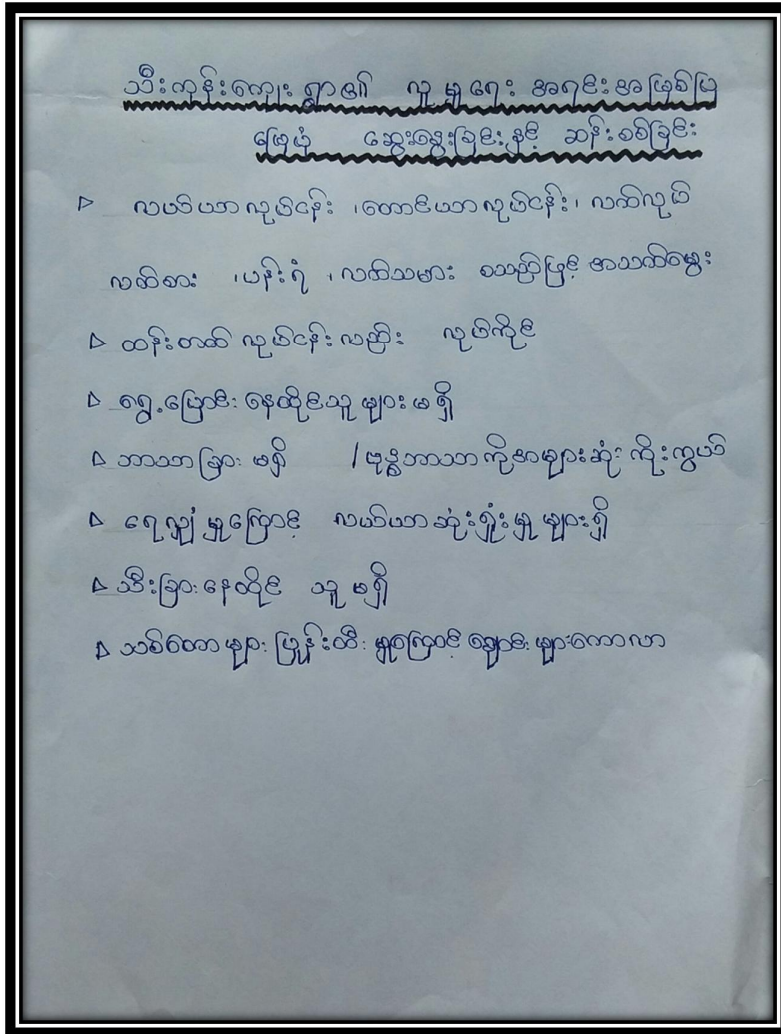 သီးကုန်းကျေးရွာ၏ လူမှုရေး အရင်းအမြစ်ပြ
မြေပုံ ဆွေးနွေးခြင်းနှင့် ဆန်းစစ်ခြင်း
▷ လယ်ယာလုပ်ငန်း ၊တောင်ယာလုပ်ငန်း၊ လက်လုပ်
လက်စား ၊ပန်းရံ ၊လက်သမား စသည်ဖြင့် အသက်မွေး
▷ ထန်းတက် လုပ်ငန်းလည်း လုပ်ကိုင်
▷ ရွှေ့ပြောင်းနေထိုင်သူ များ မရှိ
▷ ဘာသာခြား မရှိ /ဗုဒ္ဓဘာသာ ကိုအများဆုံး ကိုးကွယ်
▷ ရေလျှံ မှုကြောင့် လယ်ယာ ဆုံးရှုံးမှု များရှိ
▷ သီးခြားနေထိုင် သူ မရှိ
▷ သစ်တောများ ပြုန်းတီးမှုကြောင့် ချောင်းများကောလာ